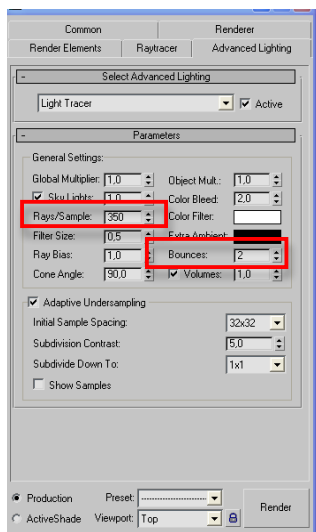 Common Renderer
Render Elements Raytracer Advanced Lighting
- Select Advanced Lighting
Light Tracer Active
- Parameters
General Settings:
Global Multiplier: 1,0 Object Mult.: 1,0
Sky Lights: 1,0 Color Bleed: 2,0
Rays/Sample: 350 Color Filter:
Filter Size: 0,5 Extra Ambient:
Ray Bias: 1,0 Bounces: 2
Cone Angle: 90,0 Volumes: 1,0
Adaptive Undersampling
Initial Sample Spacing: 32x32
Subdivision Contrast: 5,0
Subdivide Down To: 1x1
Show Samples
Production Preset: --------------------
ActiveShade Viewport: Top Render